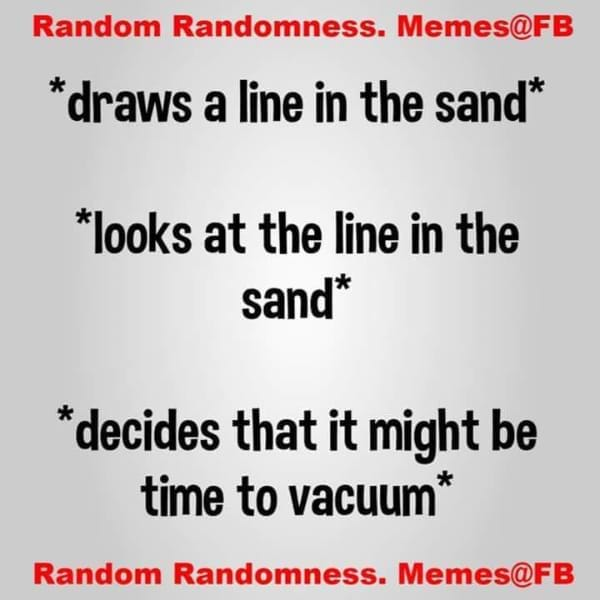 Random Randomness. Memes@FB
*draws a line in the sand*
*looks at the line in the
sand*
*decides that it might be
time to vacuum*
Random Randomness. Memes@FB